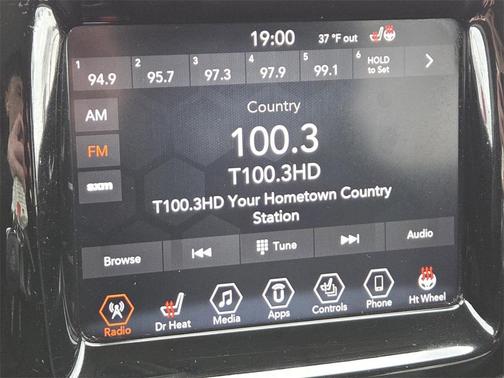 19:00 37 °F out
1 94.9 2 95.7 3 97.3 4 97.9 5 99.1 6 HOLD to Set
AM
FM
sxm
Country
100.3
T100.3HD
T100.3HD Your Hometown Country
Station
Browse Tune Audio
Radio Dr Heat Media Apps Controls Phone Ht Wheel